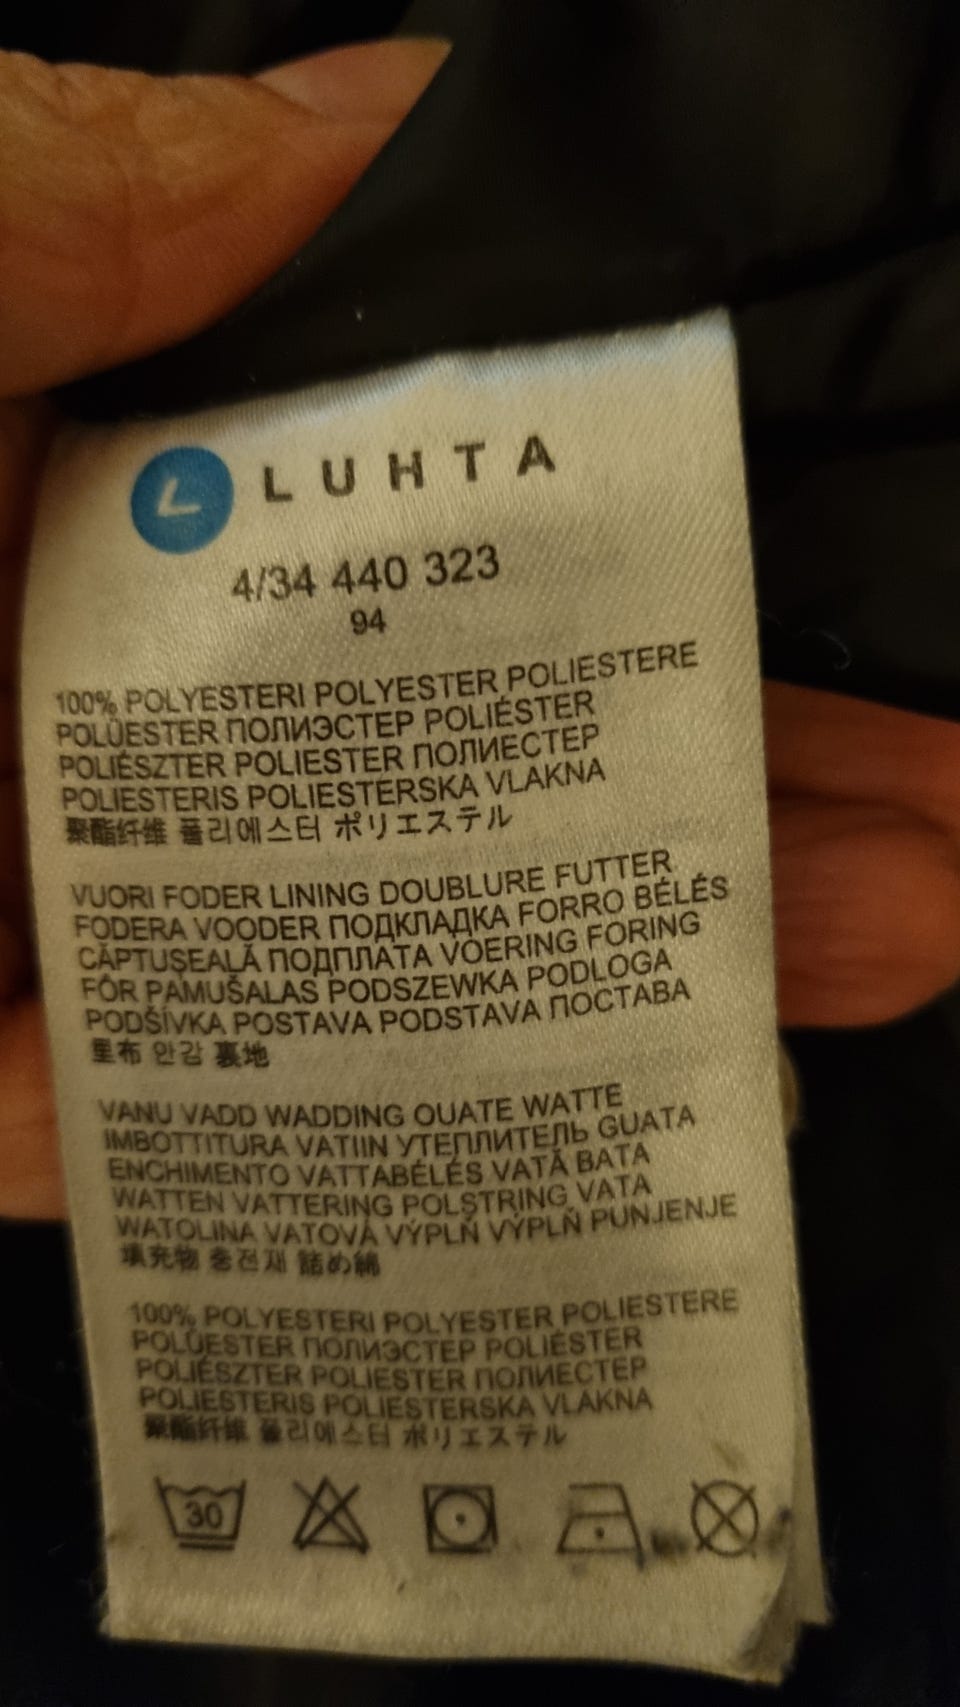 L LUHTA
4/34 440 323
94
100% POLYESTERI POLYESTER POLIESTERE
POLÜESTER ПОЛИЭСТЕР POLIÉSTER
POLIÉSZTER POLIESTER ПОЛИЕСТЕР
POLIESTERIS POLIESTERSKA VLAKNA
聚酯纤维 폴리에스터 ポリエステル
VUORI FODER LINING DOUBLURE FUTTER
FODERA VOODER ПОДКЛАДКА FORRO BÉLÉS
CĂPTUŞEALĂ ПОДПЛАТА VOERING FORING
FÔR PAMUŠALAS PODSZEWKA PODLOGA
PODŠÍVKA POSTAVA PODSTAVA ПОСТАВА
里布 안감 裏地
VANU VADD WADDING OUATE WATTE
IMBOTTITURA VATIIN УТЕПЛИТЕЛЬ GUATA
ENCHIMENTO VATTABÉLÉS VATĂ BATA
WATTEN VATTERING POLSTRING VATA
WATOLINA VATOVÁ VÝPLŇ VÝPLŇ PUNJENJE
填充物 충전재 詰め綿
100% POLYESTERI POLYESTER POLIESTERE
POLÜESTER ПОЛИЭСТЕР POLIÉSTER
POLIÉSZTER POLIESTER ПОЛИЕСТЕР
POLIESTERIS POLIESTERSKA VLAKNA
聚酯纤维 폴리에스터 ポリエステル
30